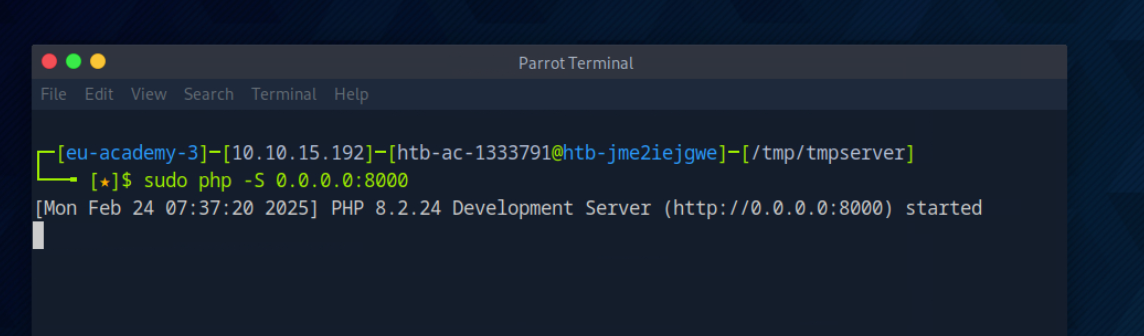 Parrot Terminal
File Edit View Search Terminal Help
┌─[eu-academy-3]─[10.10.15.192]─[htb-ac-1333791@htb-jme2iejgwe]─[/tmp/tmpserver]
└──╼ [★]$ sudo php -S 0.0.0.0:8000
[Mon Feb 24 07:37:20 2025] PHP 8.2.24 Development Server (http://0.0.0.0:8000) started